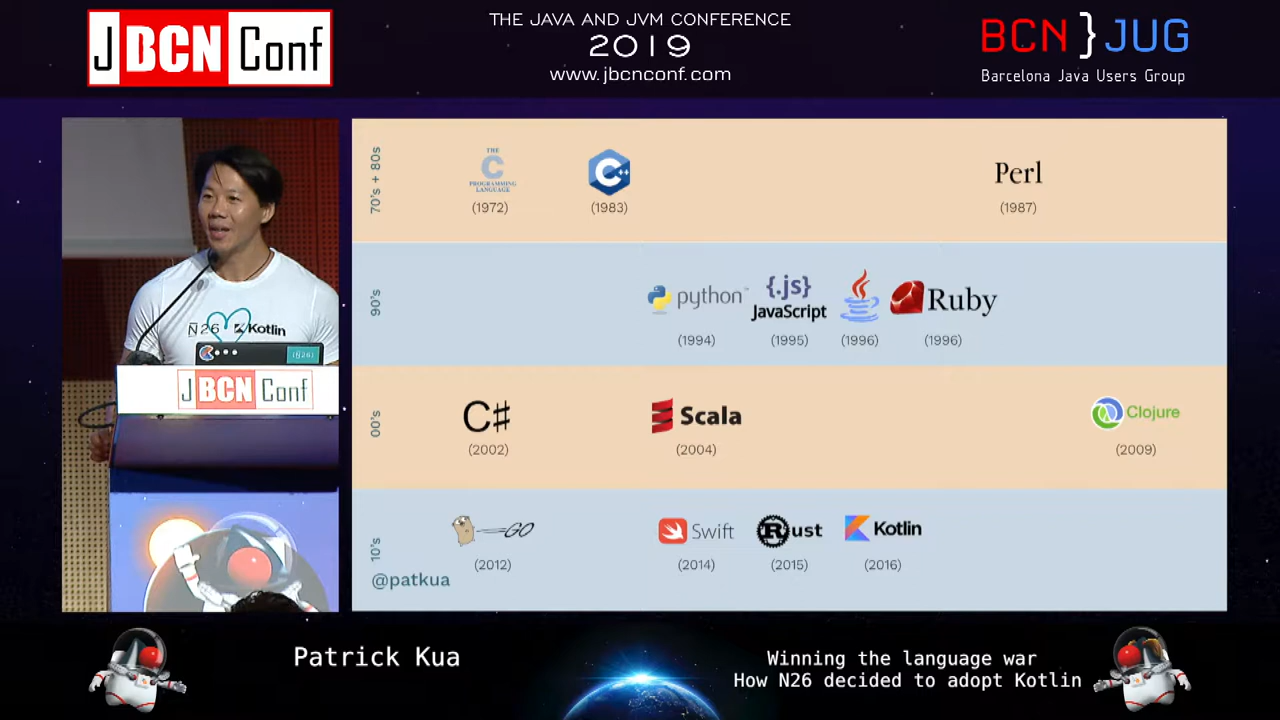 JBCN Conf
THE JAVA AND JVM CONFERENCE
2019
www.jbcnconf.com
BCN}JUG
Barcelona Java Users Group
70's + 80s
THE
C
PROGRAMMING
LANGUAGE
(1972)
C++
(1983)
Perl
(1987)
90's
python™
(1994)
{.js}
JavaScript
(1995)
(1996)
Ruby
(1996)
00's
C#
(2002)
Scala
(2004)
Clojure
(2009)
10's
GO
(2012)
Swift
(2014)
Rust
(2015)
Kotlin
(2016)
@patkua
N26 Kotlin
N26
JBCN Conf
Patrick Kua
Winning the language war
How N26 decided to adopt Kotlin